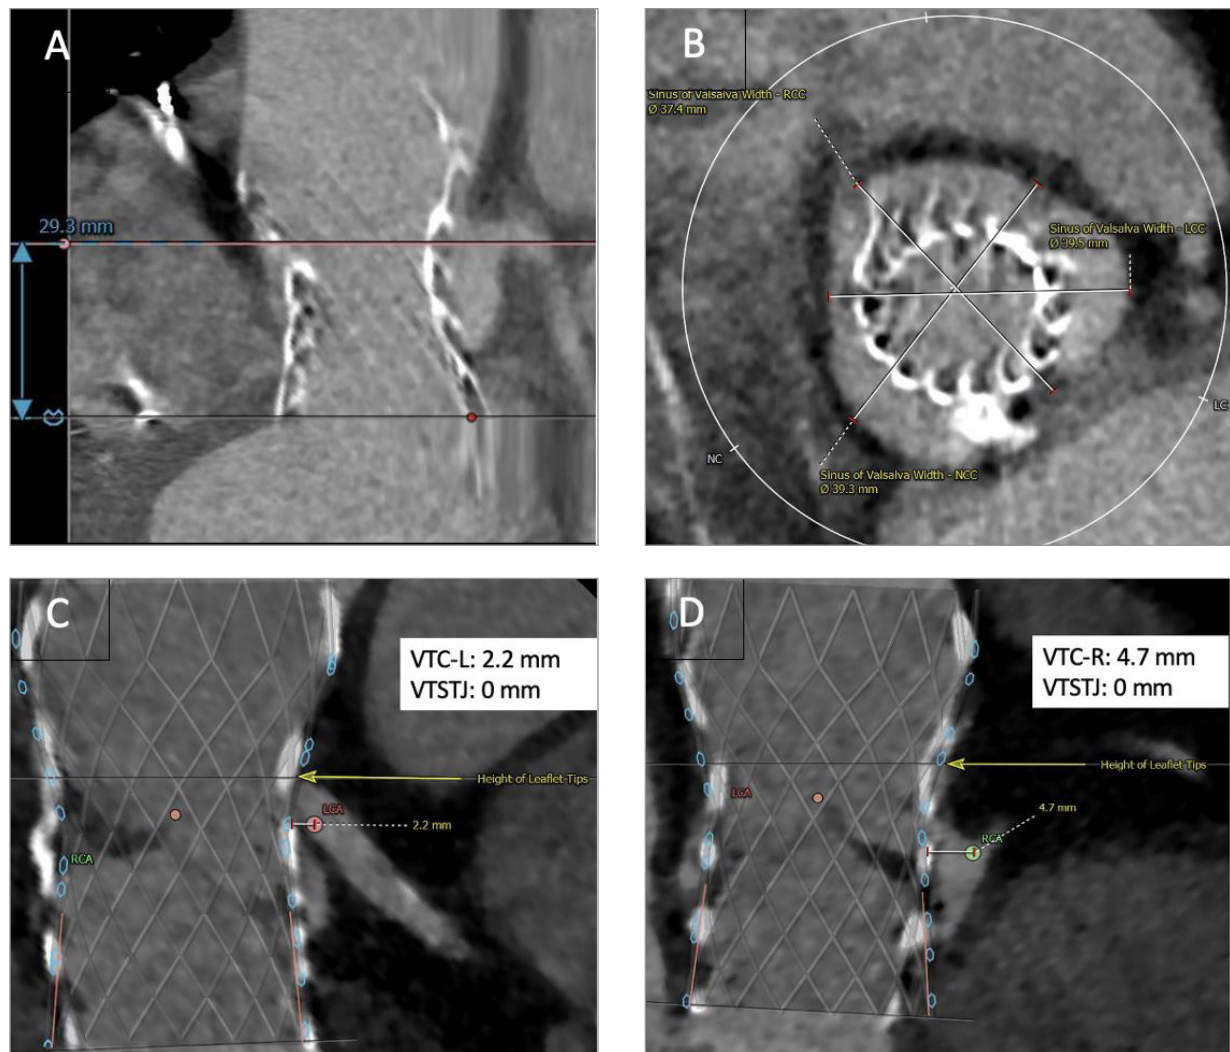 A
29.3 mm
B
Sinus of Valsalva Width - RCC
Ø 37.4 mm
Sinus of Valsalva Width - LCC
Ø 39.5 mm
LC
NC
Sinus of Valsalva Width - NCC
Ø 39.3 mm
C
VTC-L: 2.2 mm
VTSTJ: 0 mm
Height of Leaflet Tips
LCA
2.2 mm
RCA
D
VTC-R: 4.7 mm
VTSTJ: 0 mm
Height of Leaflet Tips
LCA
4.7 mm
RCA